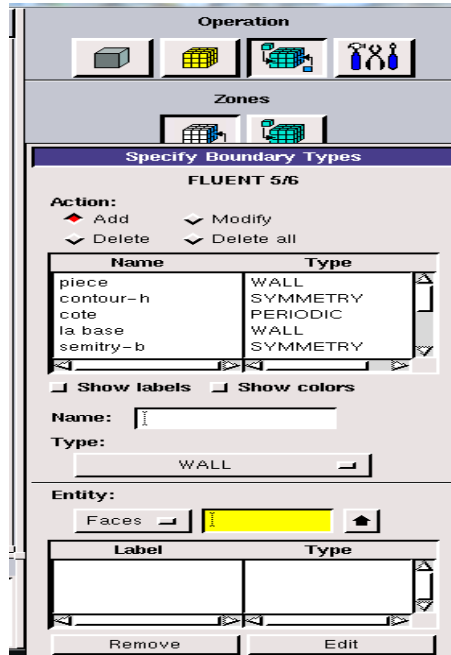 Operation
Zones
Specify Boundary Types
FLUENT 5/6
Action:
Add Modify
Delete Delete all
Name Type
piece WALL
contour-h SYMMETRY
cote PERIODIC
la base WALL
semitry-b SYMMETRY
Show labels Show colors
Name:
Type:
WALL
Entity:
Faces
Label Type
Remove Edit